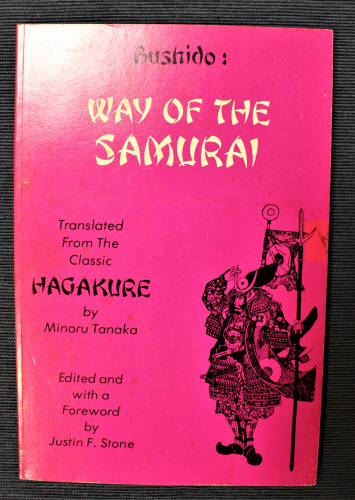 Bushido:
WAY OF THE
SAMURAI
Translated
From The
Classic
HAGAKURE
by
Minoru Tanaka
Edited and
with a
Foreword
by
Justin F. Stone